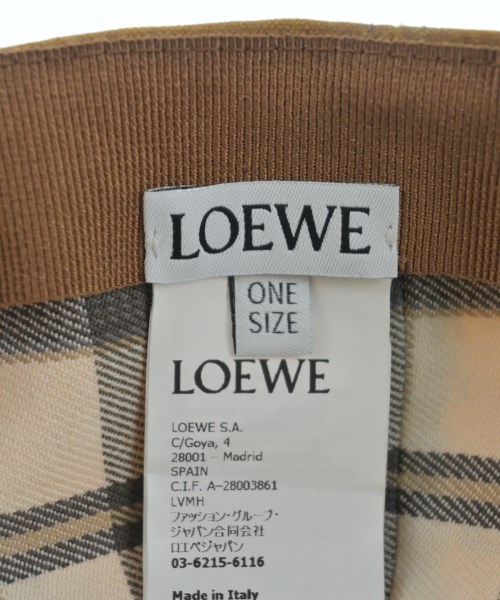 LOEWE
ONE
SIZE
LOEWE
LOEWE S.A.
C/Goya, 4
28001 - Madrid
SPAIN
C.I.F. A-28003861
LVMH
ファッション・グループ・
ジャパン合同会社
ロエベジャパン
03-6215-6116
Made in Italy